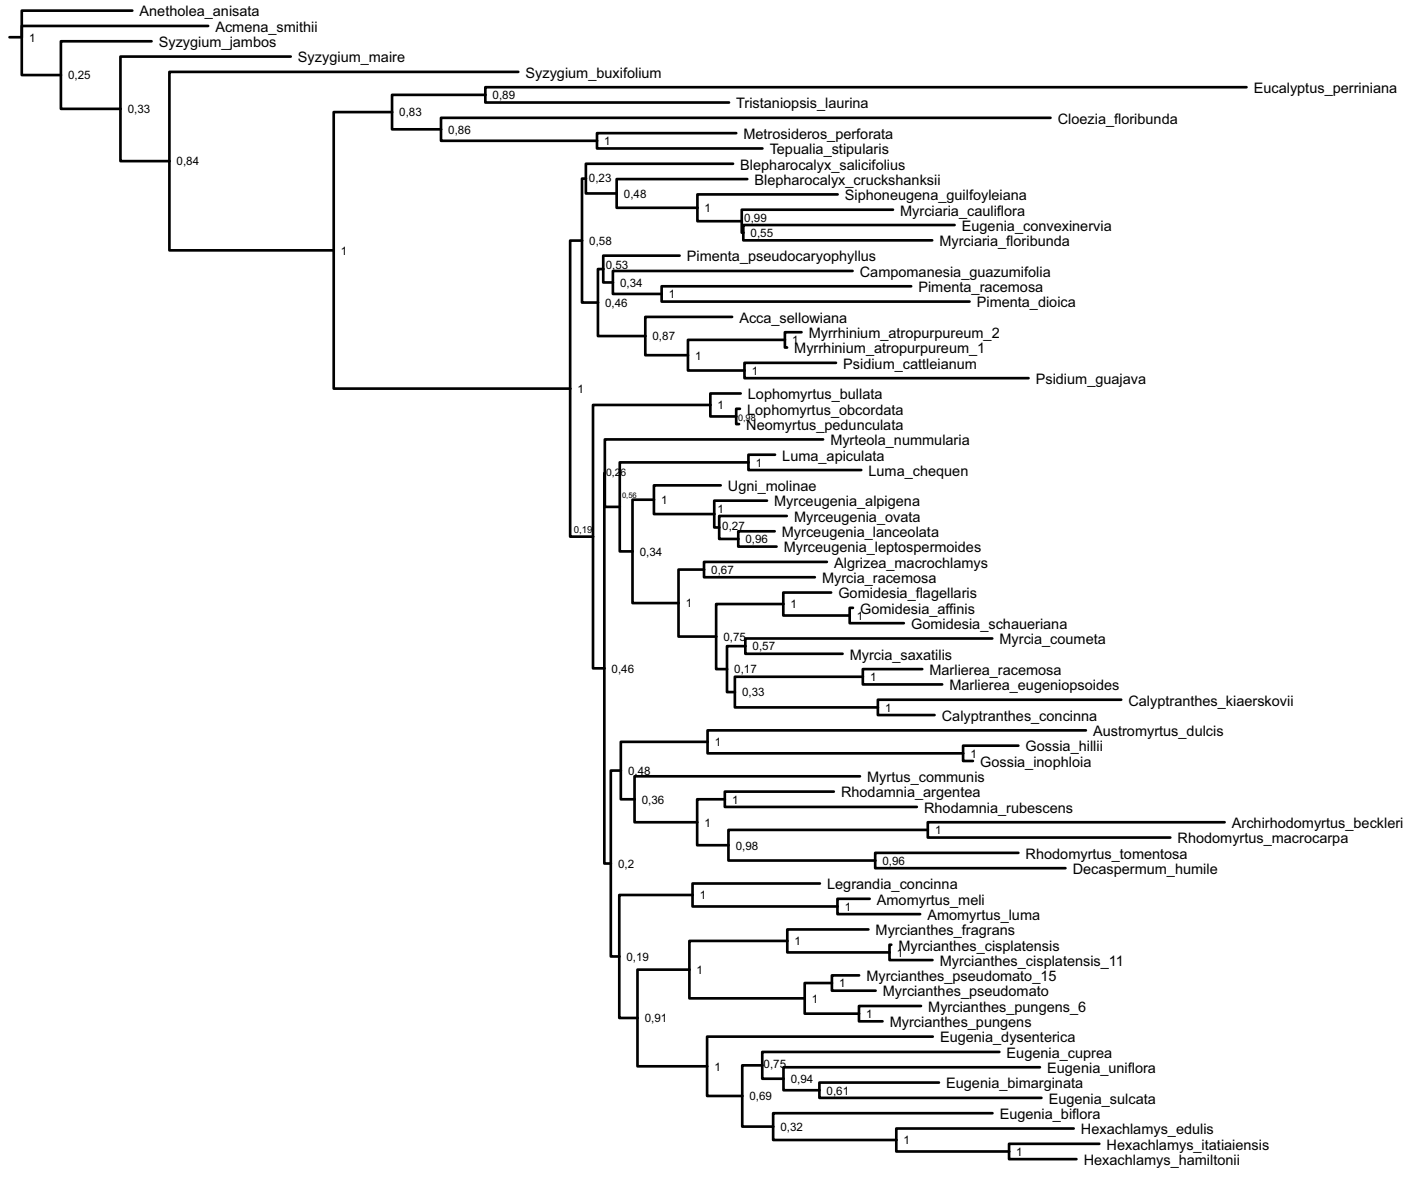 Anetholea_anisata
Acmena_smithii
1
Syzygium_jambos
Syzygium_maire
0,25
Syzygium_buxifolium
Eucalyptus_perriniana
0,89
Tristaniopsis_laurina
0,33
0,83
Cloezia_floribunda
0,86
Metrosideros_perforata
1
Tepualia_stipularis
0,84
Blepharocalyx_salicifolius
0,23
Blepharocalyx_cruckshanksii
0,48
Siphoneugena_guilfoyleiana
1
Myrciaria_cauliflora
0,99
Eugenia_convexinervia
0,55
Myrciaria_floribunda
0,58
1
Pimenta_pseudocaryophyllus
0,53
Campomanesia_guazumifolia
0,34
Pimenta_racemosa
1
Pimenta_dioica
0,46
Acca_sellowiana
Myrrhinium_atropurpureum_2
0,87
1
Myrrhinium_atropurpureum_1
1
Psidium_cattleianum
1
Psidium_guajava
1
Lophomyrtus_bullata
1
Lophomyrtus_obcordata
0,98
Neomyrtus_pedunculata
Myrteola_nummularia
Luma_apiculata
1
Luma_chequen
0,26
Ugni_molinae
0,56
1
Myrceugenia_alpigena
1
Myrceugenia_ovata
0,27
0,19
Myrceugenia_lanceolata
0,96
Myrceugenia_leptospermoides
0,34
Algrizea_macrochlamys
0,67
Myrcia_racemosa
Gomidesia_flagellaris
1
1
Gomidesia_affinis
1
Gomidesia_schaueriana
0,75
Myrcia_coumeta
0,57
Myrcia_saxatilis
0,46
0,17
Marlierea_racemosa
1
Marlierea_eugeniopsoides
0,33
Calyptranthes_kiaerskovii
1
Calyptranthes_concinna
Austromyrtus_dulcis
1
Gossia_hillii
1
Gossia_inophloia
0,48
Myrtus_communis
Rhodamnia_argentea
0,36
1
Rhodamnia_rubescens
1
Archirhodomyrtus_beckleri
1
Rhodomyrtus_macrocarpa
0,98
Rhodomyrtus_tomentosa
0,96
Decaspermum_humile
0,2
Legrandia_concinna
1
Amomyrtus_meli
1
Amomyrtus_luma
Myrcianthes_fragrans
1
Myrcianthes_cisplatensis
1
Myrcianthes_cisplatensis_11
0,19
1
Myrcianthes_pseudomato_15
1
Myrcianthes_pseudomato
1
Myrcianthes_pungens_6
1
Myrcianthes_pungens
0,91
Eugenia_dysenterica
Eugenia_cuprea
1
0,75
Eugenia_uniflora
0,94
Eugenia_bimarginata
0,61
Eugenia_sulcata
0,69
Eugenia_biflora
0,32
Hexachlamys_edulis
1
Hexachlamys_itatiaiensis
1
Hexachlamys_hamiltonii